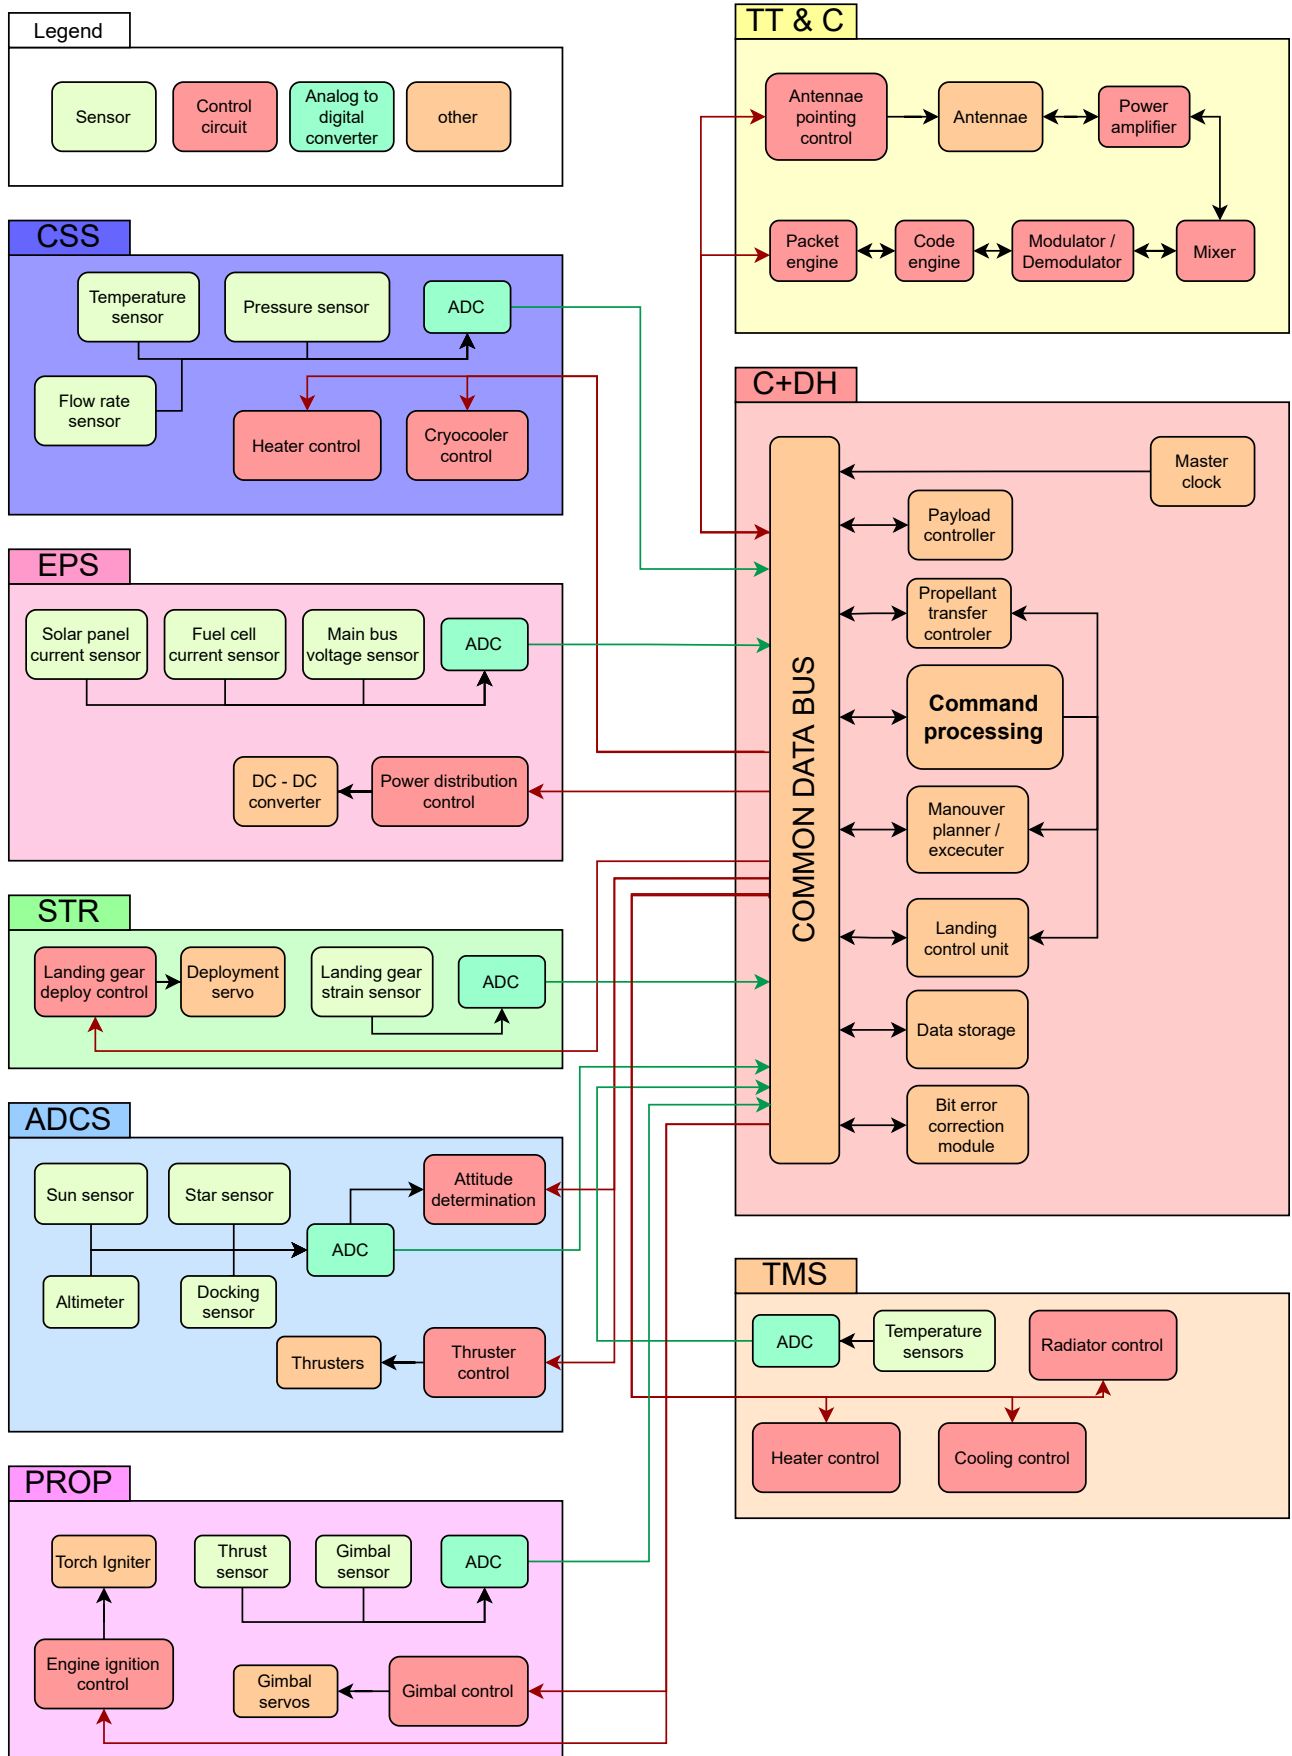 Legend
Sensor
Control
circuit
Analog to
digital
converter
other
CSS
Temperature
sensor
Pressure sensor
ADC
Flow rate
sensor
Heater control
Cryocooler
control
EPS
Solar panel
current sensor
Fuel cell
current sensor
Main bus
voltage sensor
ADC
DC - DC
converter
Power distribution
control
STR
Landing gear
deploy control
Deployment
servo
Landing gear
strain sensor
ADC
ADCS
Sun sensor
Star sensor
Attitude
determination
ADC
Altimeter
Docking
sensor
Thrusters
Thruster
control
PROP
Torch Igniter
Thrust
sensor
Gimbal
sensor
ADC
Engine ignition
control
Gimbal
servos
Gimbal control
TT & C
Antennae
pointing
control
Antennae
Power
amplifier
Packet
engine
Code
engine
Modulator /
Demodulator
Mixer
C+DH
COMMON DATA BUS
Master
clock
Payload
controller
Propellant
transfer
controler
Command
processing
Manouver
planner /
excecuter
Landing
control unit
Data storage
Bit error
correction
module
TMS
ADC
Temperature
sensors
Radiator control
Heater control
Cooling control